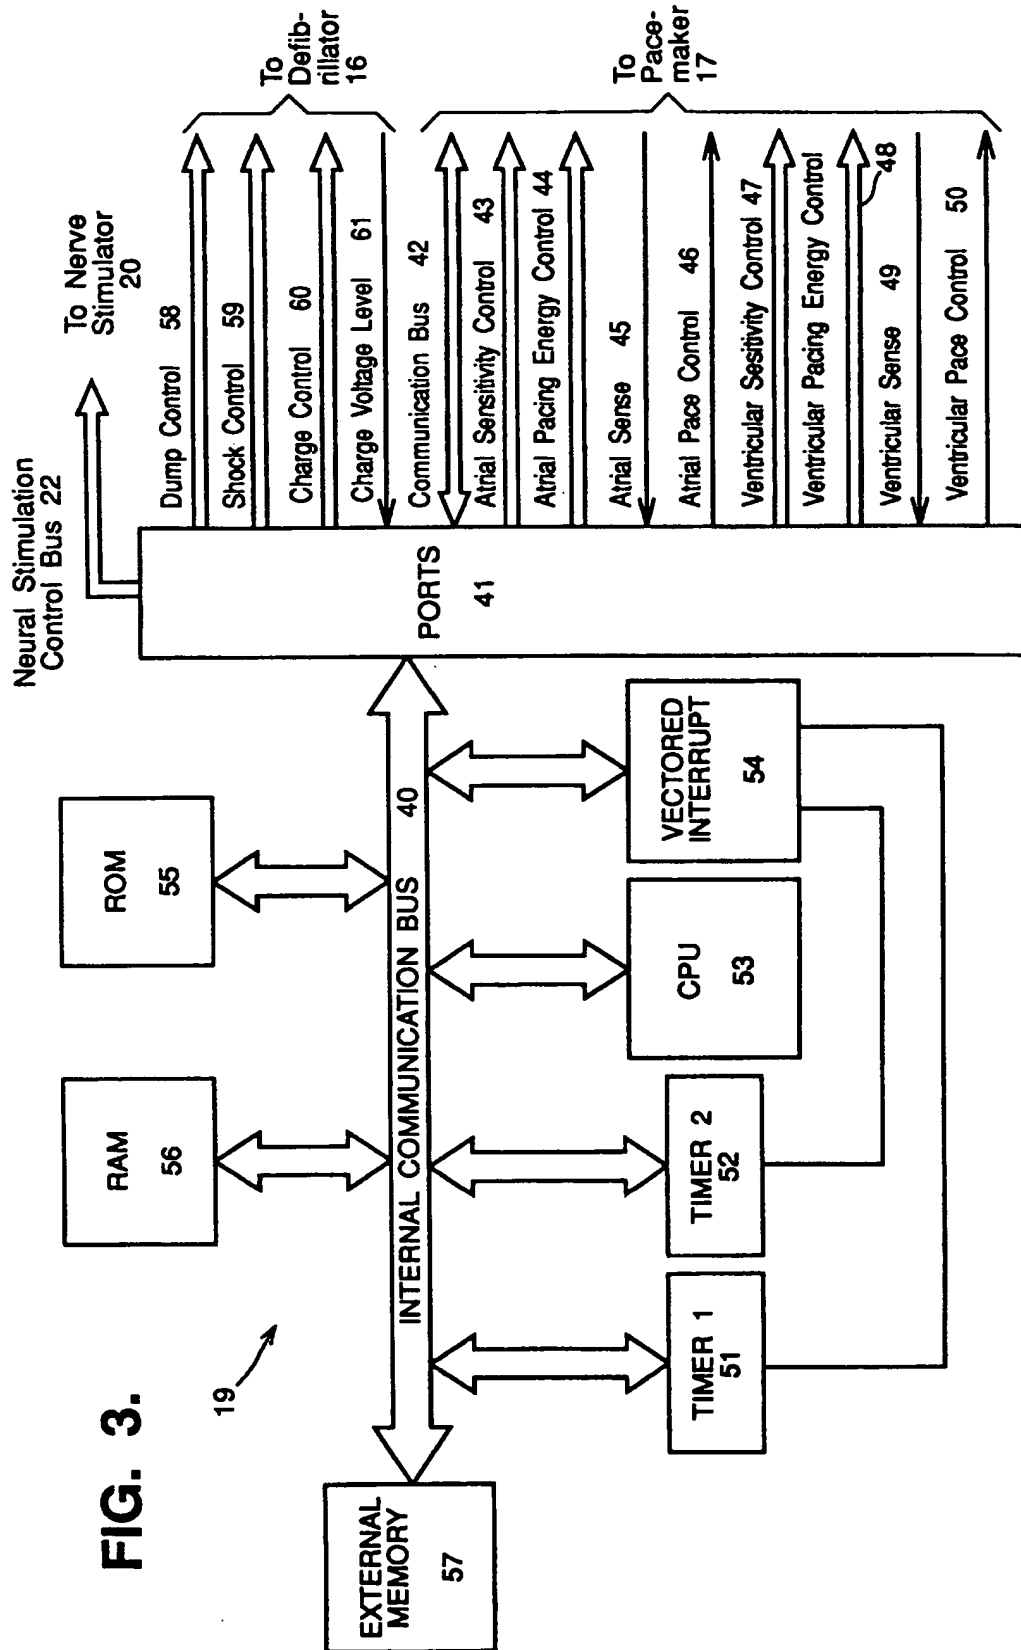 FIG. 3.
19
Neural Stimulation
Control Bus 22
To Nerve
Stimulator
20
EXTERNAL
MEMORY
57
RAM
56
ROM
55
INTERNAL COMMUNICATION BUS 40
TIMER 1
51
TIMER 2
52
CPU
53
VECTORED
INTERRUPT
54
PORTS
41
Dump Control 58
Shock Control 59
Charge Control 60
Charge Voltage Level 61
To
Defib-
rillator
16
Communication Bus 42
Atrial Sensitivity Control 43
Atrial Pacing Energy Control 44
Atrial Sense 45
Atrial Pace Control 46
Ventricular Sesitivity Control 47
Ventricular Pacing Energy Control
48
Ventricular Sense 49
Ventricular Pace Control 50
To
Pace-
maker
17